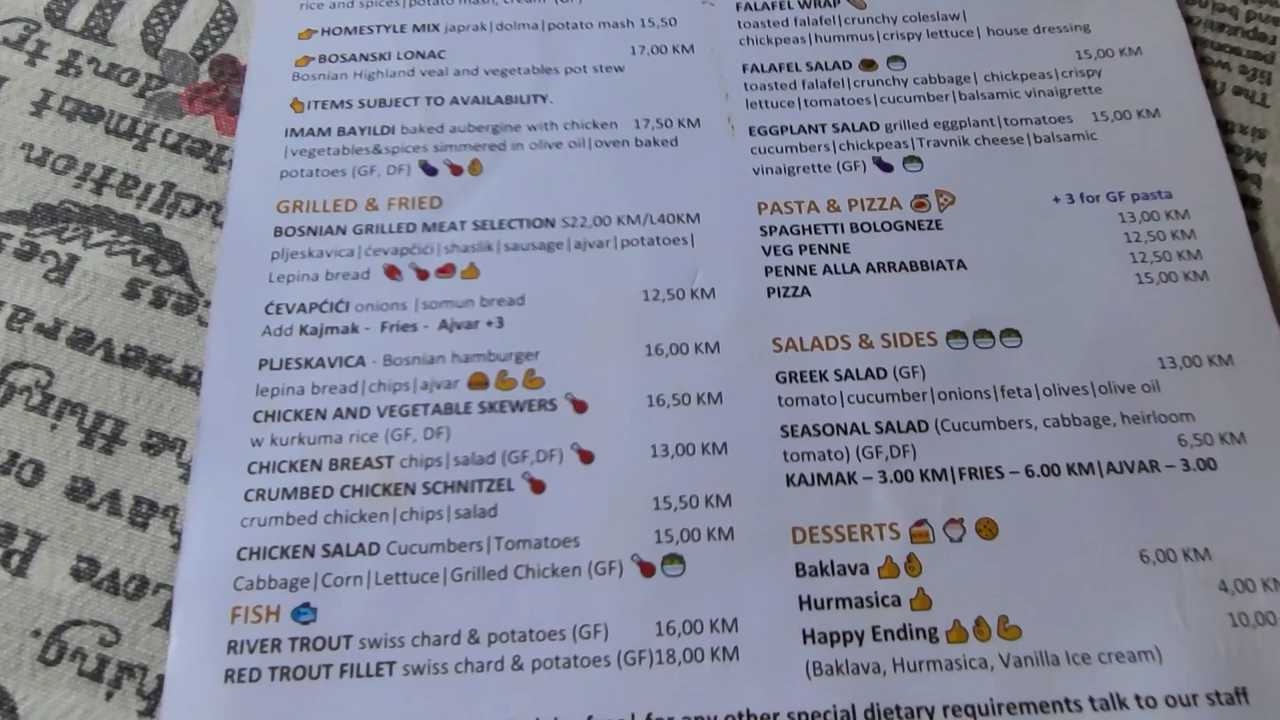 rice and spices|potato mash, cream (GF)
HOMESTYLE MIX japrak|dolma|potato mash 15,50
BOSANSKI LONAC 17,00 KM
Bosnian Highland veal and vegetables pot stew
ITEMS SUBJECT TO AVAILABILITY.
IMAM BAYILDI baked aubergine with chicken 17,50 KM
|vegetables&spices simmered in olive oil|oven baked
potatoes (GF, DF)
GRILLED & FRIED
BOSNIAN GRILLED MEAT SELECTION S22,00 KM/L40KM
pljeskavica|ćevapčići|shaslik|sausage|ajvar|potatoes|
Lepina bread
ĆEVAPČIĆI onions |somun bread 12,50 KM
Add Kajmak - Fries - Ajvar +3
PLJESKAVICA - Bosnian hamburger 16,00 KM
lepina bread|chips|ajvar
CHICKEN AND VEGETABLE SKEWERS 16,50 KM
w kurkuma rice (GF, DF)
CHICKEN BREAST chips|salad (GF,DF) 13,00 KM
CRUMBED CHICKEN SCHNITZEL
crumbed chicken|chips|salad 15,50 KM
CHICKEN SALAD Cucumbers|Tomatoes 15,00 KM
Cabbage|Corn|Lettuce|Grilled Chicken (GF)
FISH
RIVER TROUT swiss chard & potatoes (GF) 16,00 KM
RED TROUT FILLET swiss chard & potatoes (GF)18,00 KM
FALAFEL WRAP
toasted falafel|crunchy coleslaw|
chickpeas|hummus|crispy lettuce| house dressing
FALAFEL SALAD 15,00 KM
toasted falafel|crunchy cabbage| chickpeas|crispy
lettuce|tomatoes|cucumber|balsamic vinaigrette
EGGPLANT SALAD grilled eggplant|tomatoes 15,00 KM
cucumbers|chickpeas|Travnik cheese|balsamic
vinaigrette (GF)
PASTA & PIZZA + 3 for GF pasta
SPAGHETTI BOLOGNEZE 13,00 KM
VEG PENNE 12,50 KM
PENNE ALLA ARRABBIATA 12,50 KM
PIZZA 15,00 KM
SALADS & SIDES
GREEK SALAD (GF) 13,00 KM
tomato|cucumber|onions|feta|olives|olive oil
SEASONAL SALAD (Cucumbers, cabbage, heirloom
tomato) (GF,DF) 6,50 KM
KAJMAK – 3.00 KM|FRIES – 6.00 KM|AJVAR – 3.00
DESSERTS
Baklava 6,00 KM
Hurmasica 4,00 KM
Happy Ending 10,00
(Baklava, Hurmasica, Vanilla Ice cream)
for any other special dietary requirements talk to our staff